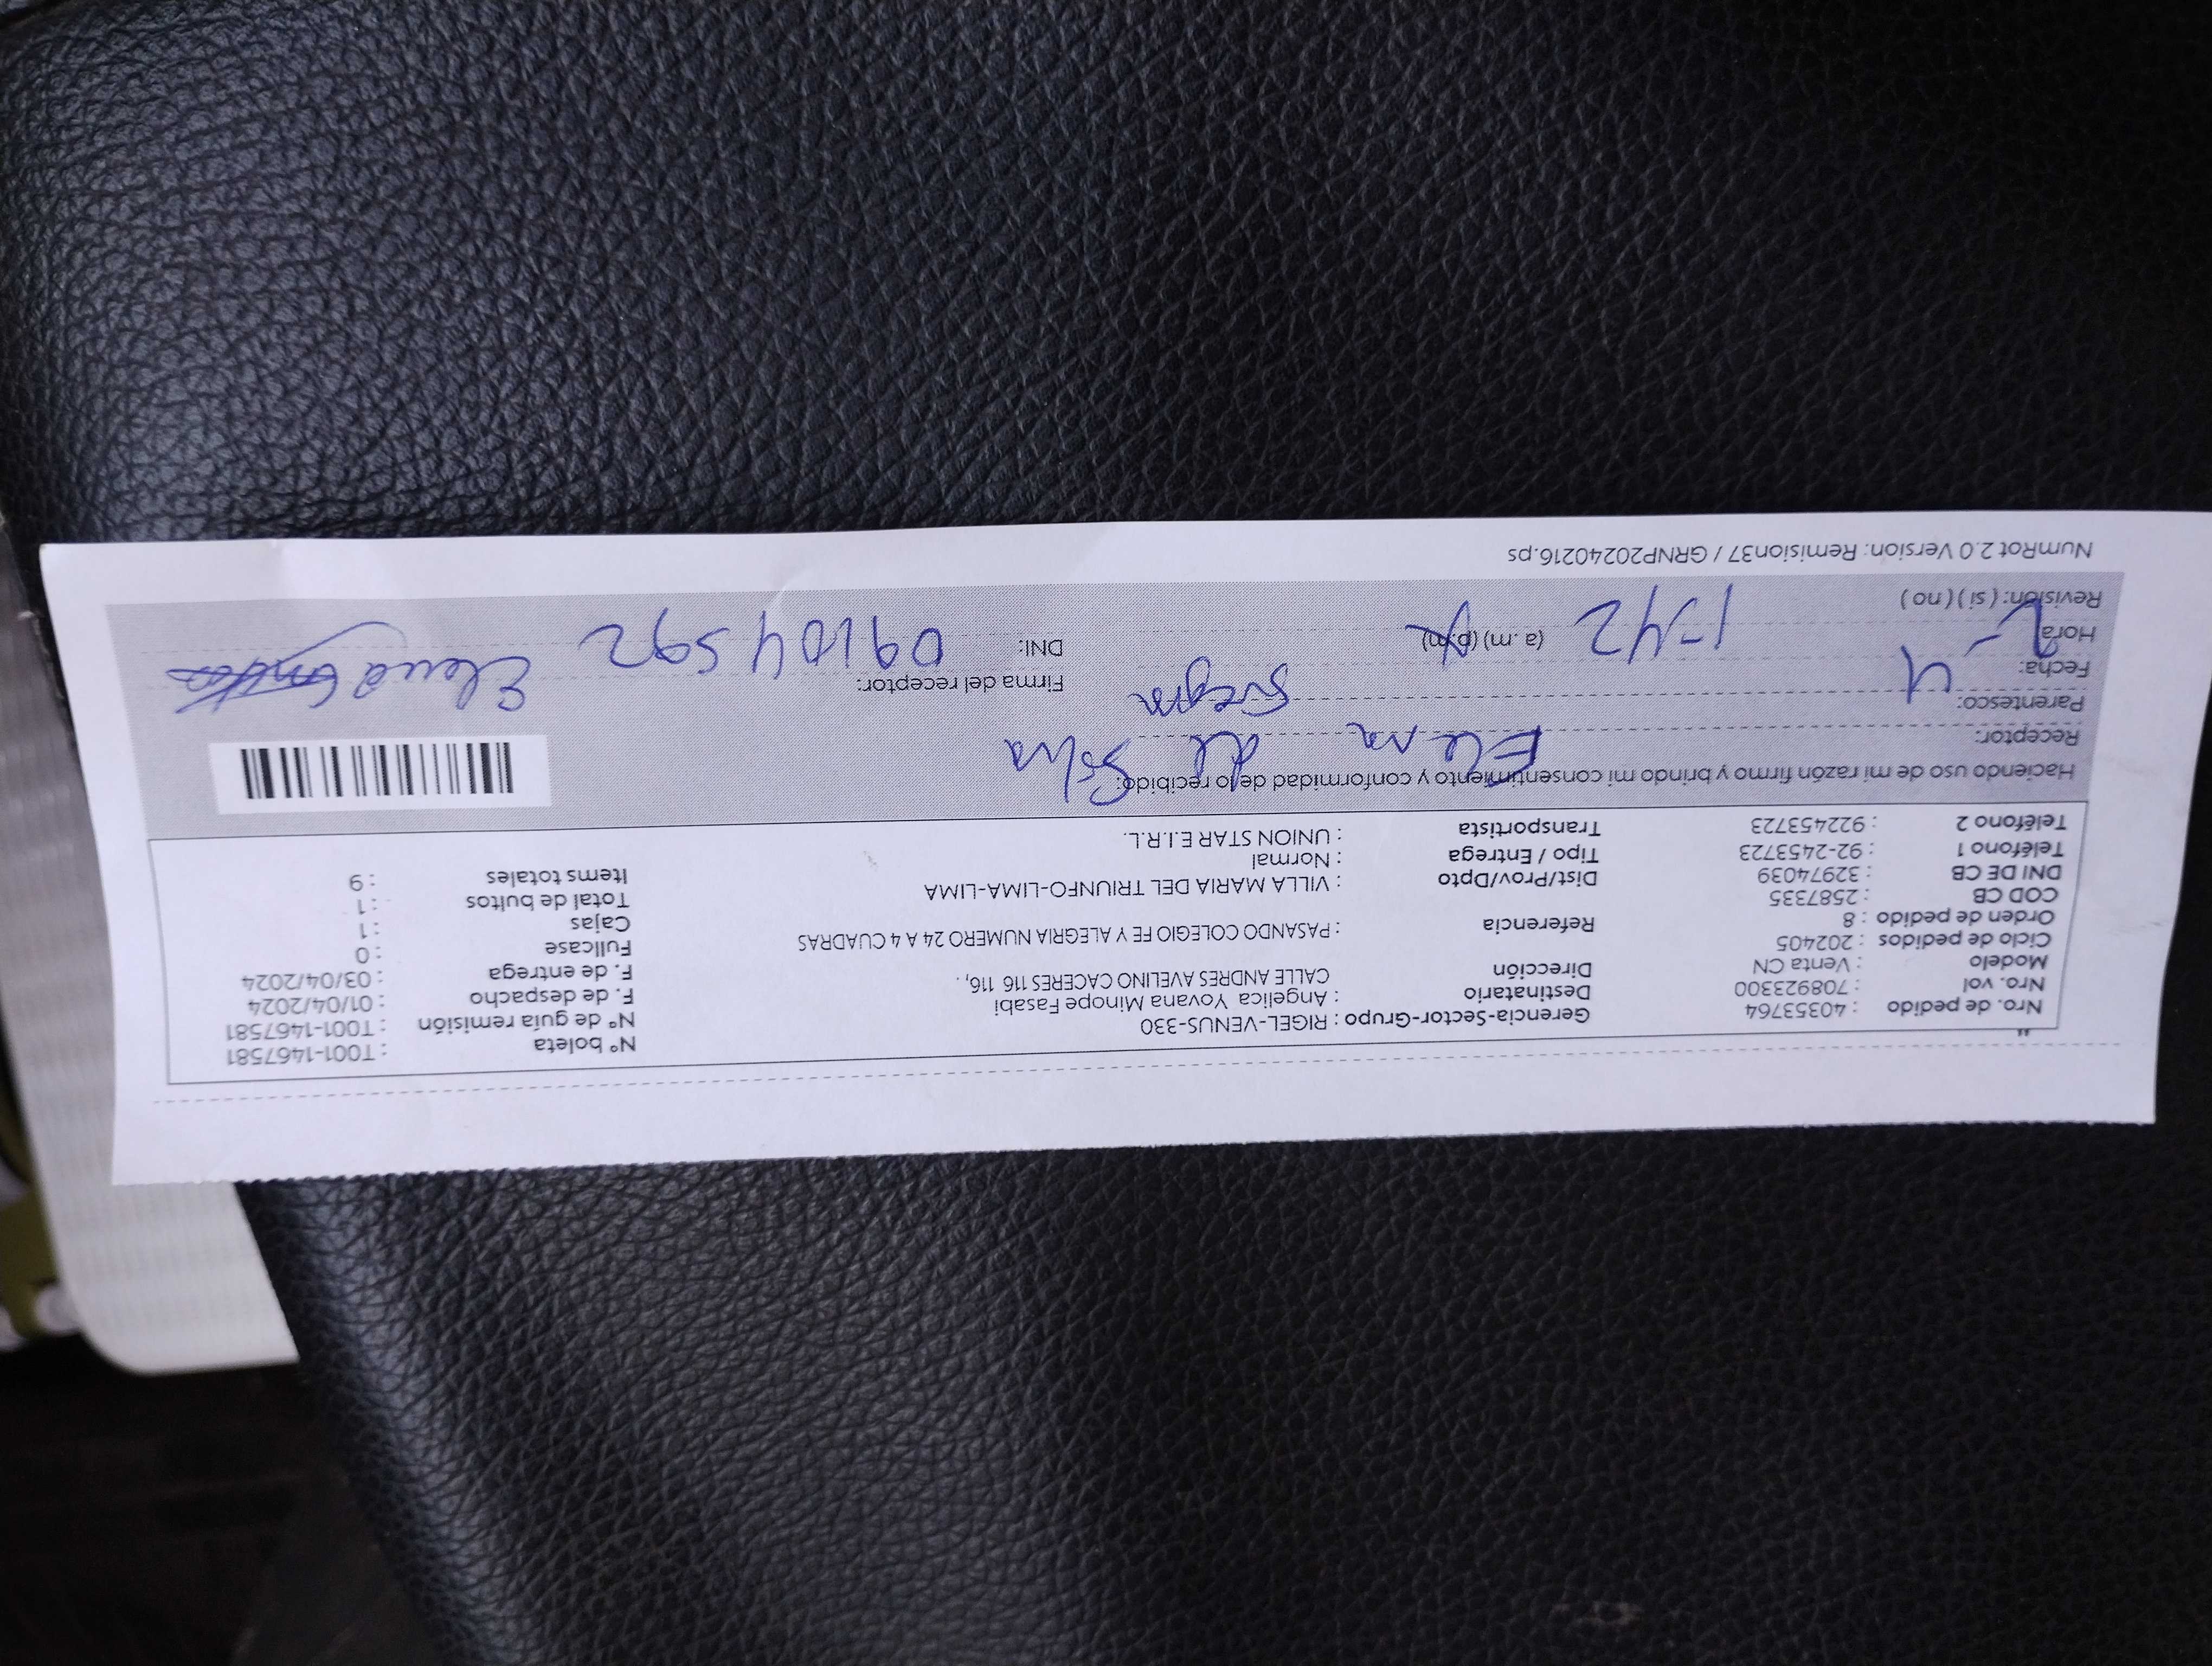 Nro. de pedido : 40353764
Nro. vol : 708923300
Modelo : Venta CN
Ciclo de pedidos : 202405
Orden de pedido : 8
COD CB : 2587335
DNI DE CB : 32974039
Teléfono 1 : 92-2453723
Teléfono 2 : 922453723
Gerencia-Sector-Grupo : RIGEL-VENUS-330
Destinatario : Angelica Yovana Minope Fasabi
Dirección CALLE ANDRES AVELINO CACERES 116 116, .
Referencia : PASANDO COLEGIO FE Y ALEGRIA NUMERO 24 A 4 CUADRAS
Dist/Prov/Dpto : VILLA MARIA DEL TRIUNFO-LIMA-LIMA
Tipo / Entrega : Normal
Transportista : UNION STAR E.I.R.L.
N° boleta : T001-1467581
N° de guía remisión : T001-1467581
F. de despacho : 01/04/2024
F. de entrega : 03/04/2024
Fullcase : 0
Cajas : 1
Total de bultos : 1
Items totales : 9
Haciendo uso de mi razón firmo y brindo mi consentimiento y conformidad de lo recibido:
Receptor: Elena de Silva
Parentesco: Suegra
Fecha: 2-4
Hora 1-42 (a. m) (p.m)
Revisión: ( si ) ( no )
Firma del receptor: Elena
DNI: 09104592
NumRot 2.0 Version: Remision37 / GRNP20240216.ps